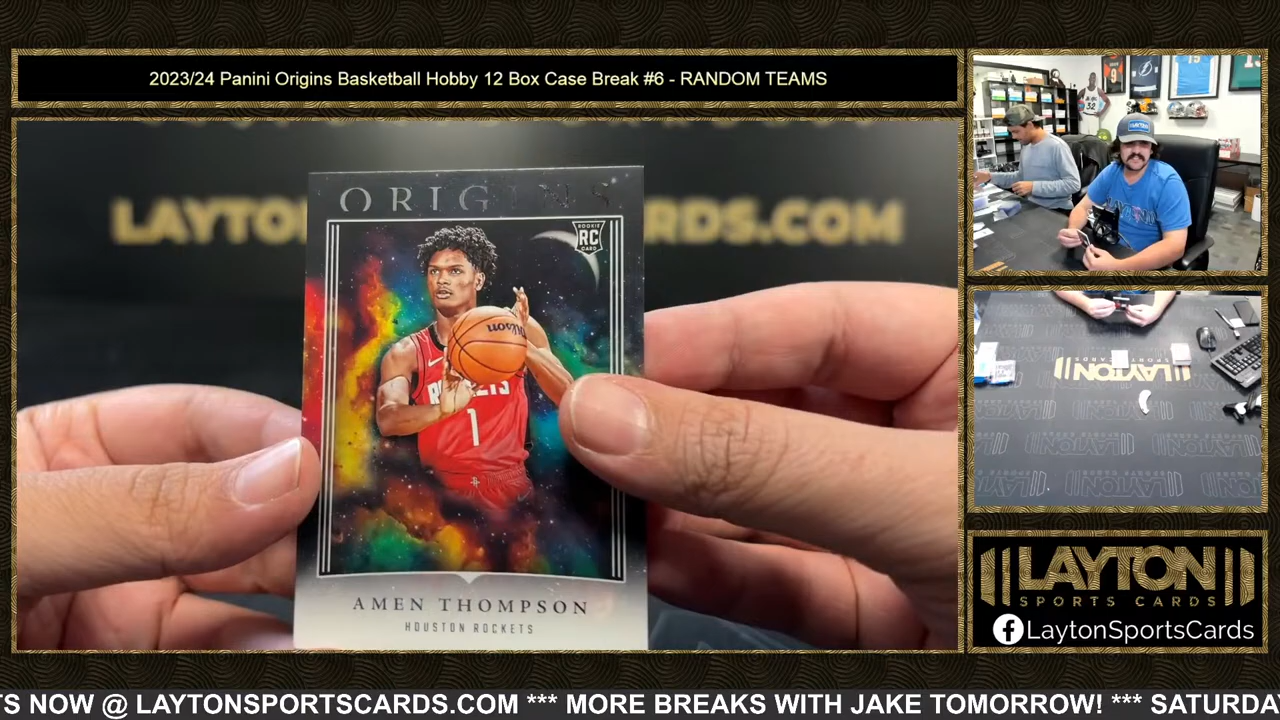 2023/24 Panini Origins Basketball Hobby 12 Box Case Break #6 - RANDOM TEAMS
ORIGINS
ROOKIE
RC
CARD
Wilson
1
AMEN THOMPSON
HOUSTON ROCKETS
LAYTON
SPORTS CARDS
LaytonSportsCards
TS NOW @ LAYTONSPORTSCARDS.COM *** MORE BREAKS WITH JAKE TOMORROW! *** SATURDA